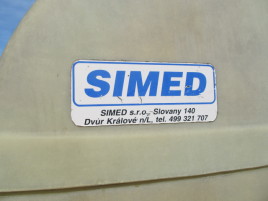 SIMED
SIMED s.r.o., Slovany 140
Dvůr Králové n/L, tel. 499 321 707